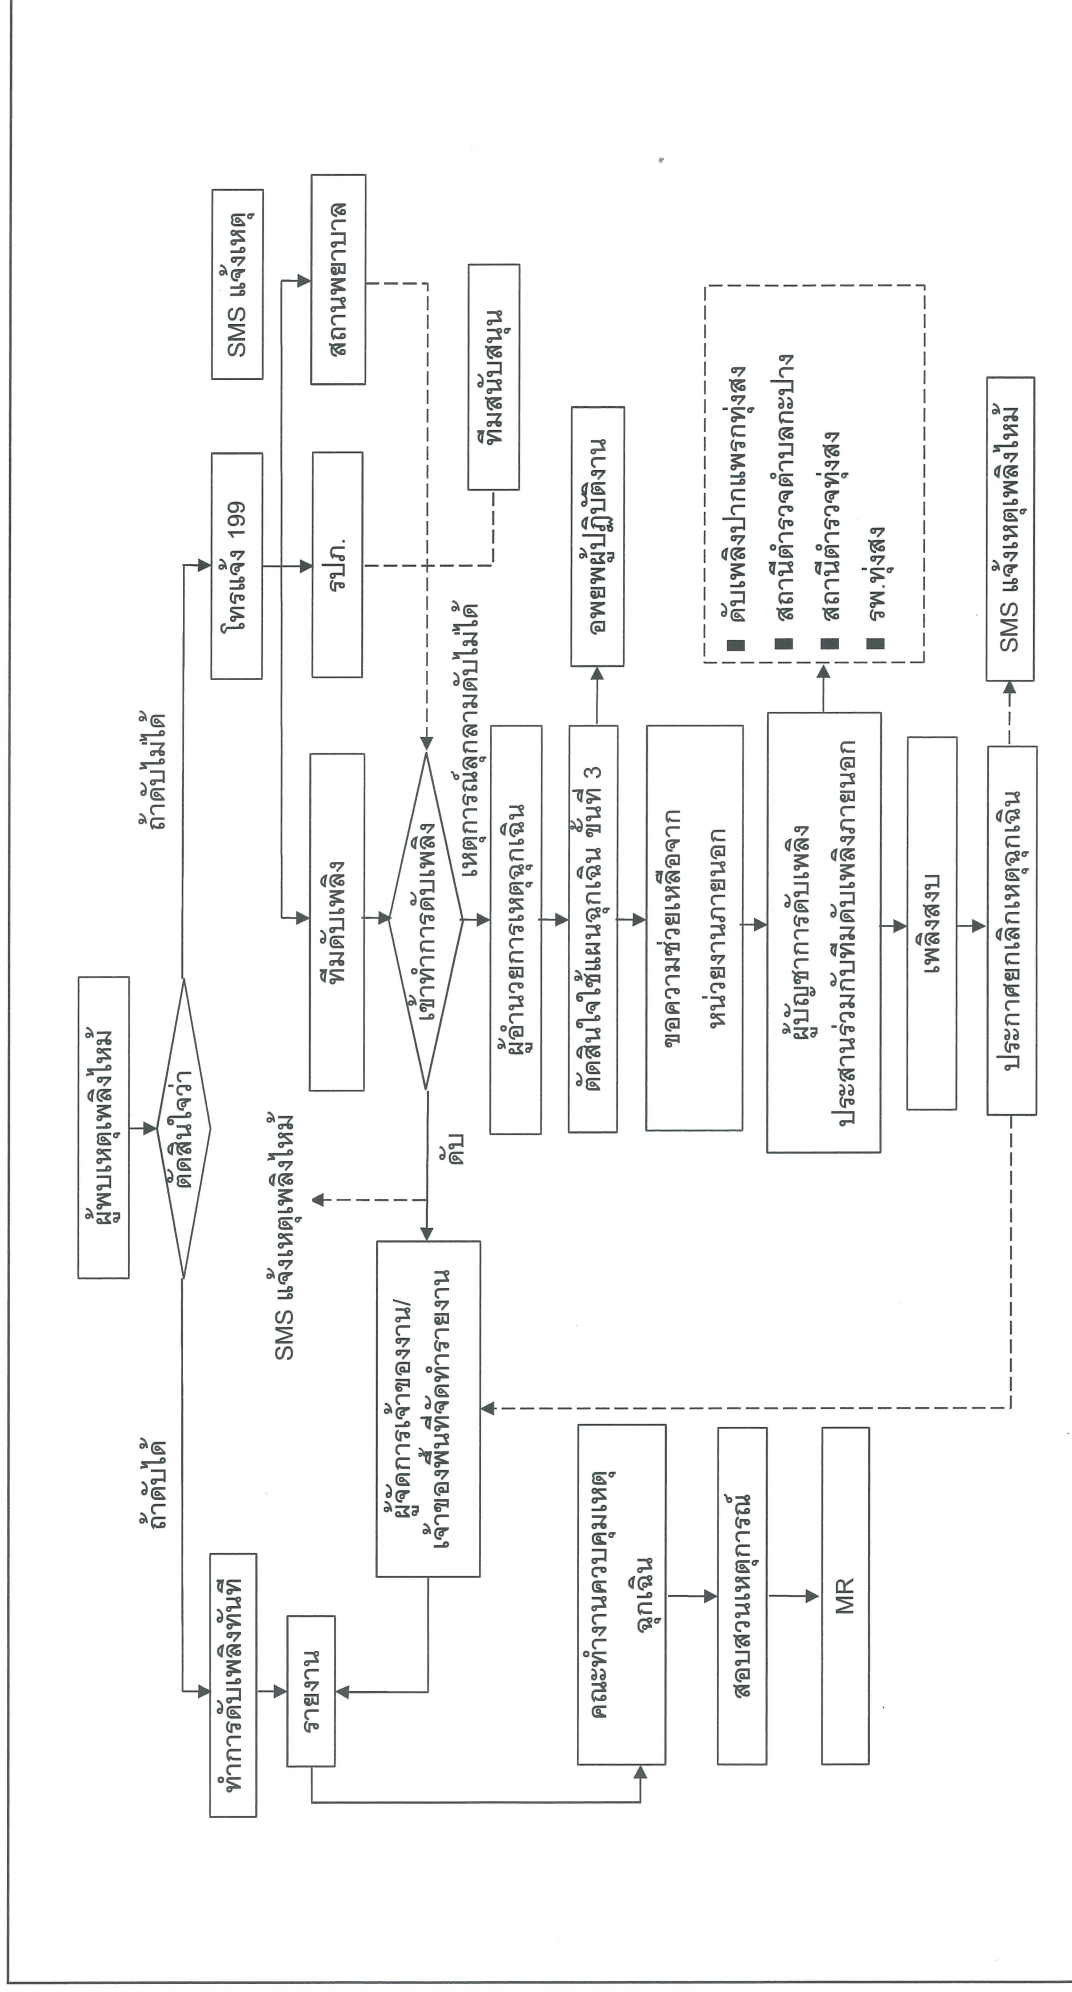 ผู้พบเหตุเพลิงไหม้
ตัดสินใจว่า
ถ้าดับได้
ถ้าดับไม่ได้
ทำการดับเพลิงทันที
โทรแจ้ง 199
SMS แจ้งเหตุ
รายงาน
SMS แจ้งเหตุเพลิงไหม้
ทีมดับเพลิง
รปภ.
สถานพยาบาล
ผู้จัดการเจ้าของงาน/
เจ้าของพื้นที่จัดทำรายงาน
ดับ
เข้าทำการดับเพลิง
เหตุการณ์ลุกลามดับไม่ได้
ทีมสนับสนุน
ผู้อำนวยการเหตุฉุกเฉิน
ตัดสินใจใช้แผนฉุกเฉิน ขั้นที่ 3
อพยพผู้ปฏิบัติงาน
คณะทำงานควบคุมเหตุ
ฉุกเฉิน
ขอความช่วยเหลือจาก
หน่วยงานภายนอก
สอบสวนเหตุการณ์
MR
ผู้บัญชาการดับเพลิง
ประสานร่วมกับทีมดับเพลิงภายนอก
ดับเพลิงปากแพรกทุ่งสง
สถานีตำรวจตำบลกะปาง
สถานีตำรวจทุ่งสง
รพ.ทุ่งสง
เพลิงสงบ
ประกาศยกเลิกเหตุฉุกเฉิน
SMS แจ้งเหตุเพลิงไหม้